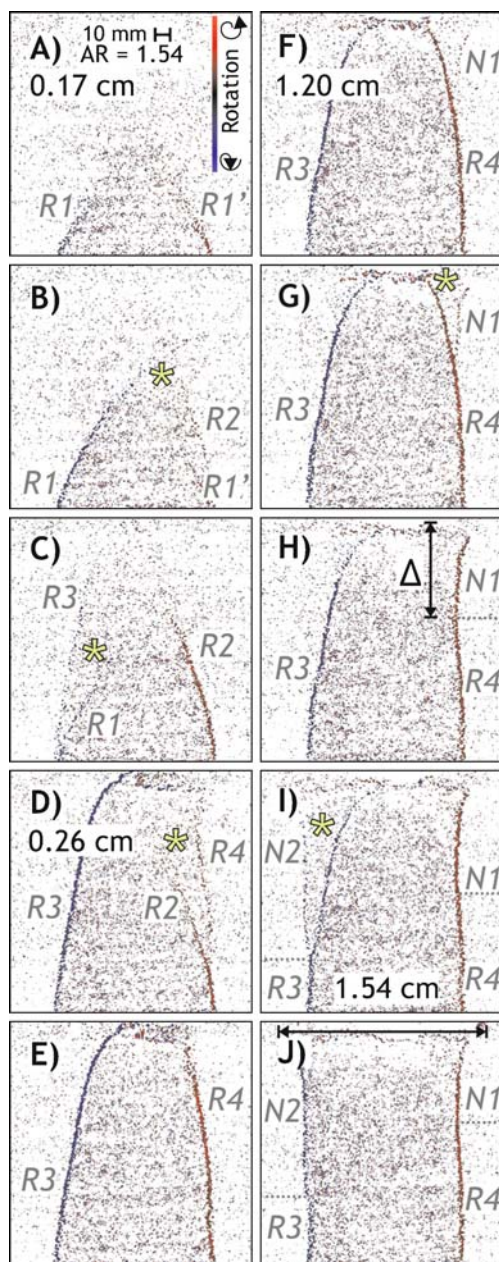 A)
10 mm
AR = 1.54
0.17 cm
Rotation
R1
R1'
B)
*
R2
R1
R1'
C)
R3
*
R2
R1
D)
0.26 cm
*
R4
R2
R3
E)
R4
R3
F)
1.20 cm
N1
R3
R4
G)
*
N1
R3
R4
H)
Δ
N1
R3
R4
I)
*
N2
N1
R3
1.54 cm
R4
J)
N2
N1
R3
R4